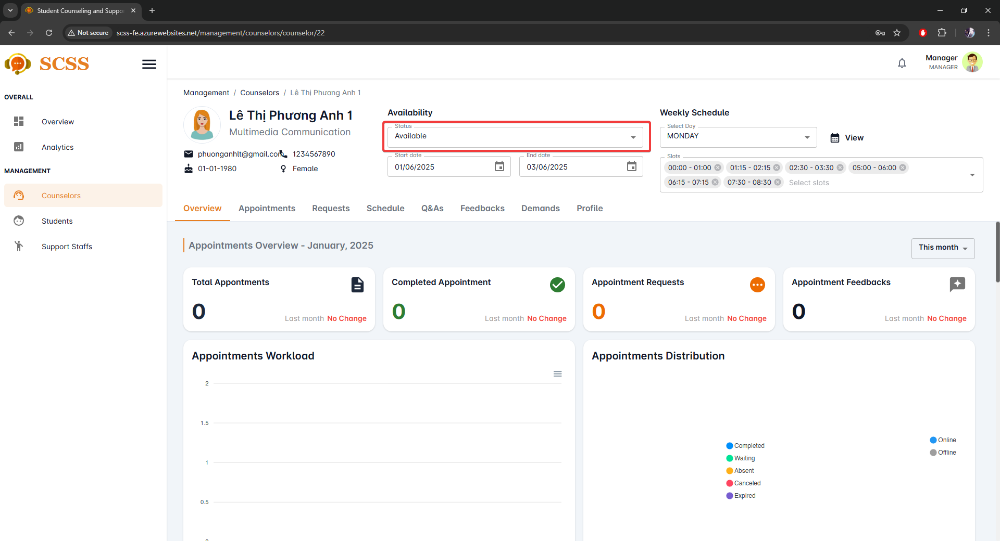 Student Counseling and Suppo
Not secure
scss-fe.azurewebsites.net/management/counselors/counselor/22
SCSS
Manager
MANAGER
OVERALL
Overview
Analytics
MANAGEMENT
Counselors
Students
Support Staffs
Management / Counselors / Lê Thị Phương Anh 1
Lê Thị Phương Anh 1
Multimedia Communication
phuonganhlt@gmail.com
1234567890
01-01-1980
Female
Availability
Status
Available
Start date
01/06/2025
End date
03/06/2025
Weekly Schedule
Select Day
MONDAY
View
Slots
00:00 - 01:00 01:15 - 02:15 02:30 - 03:30 05:00 - 06:00
06:15 - 07:15 07:30 - 08:30 Select slots
Overview Appointments Requests Schedule Q&As Feedbacks Demands Profile
Appointments Overview - January, 2025
This month
Total Appontments
0
Last month No Change
Completed Appointment
0
Last month No Change
Appointment Requests
0
Last month No Change
Appointment Feedbacks
0
Last month No Change
Appointments Workload
2
1.5
1
0.5
0
Appointments Distribution
Completed
Waiting
Absent
Canceled
Expired
Online
Offline